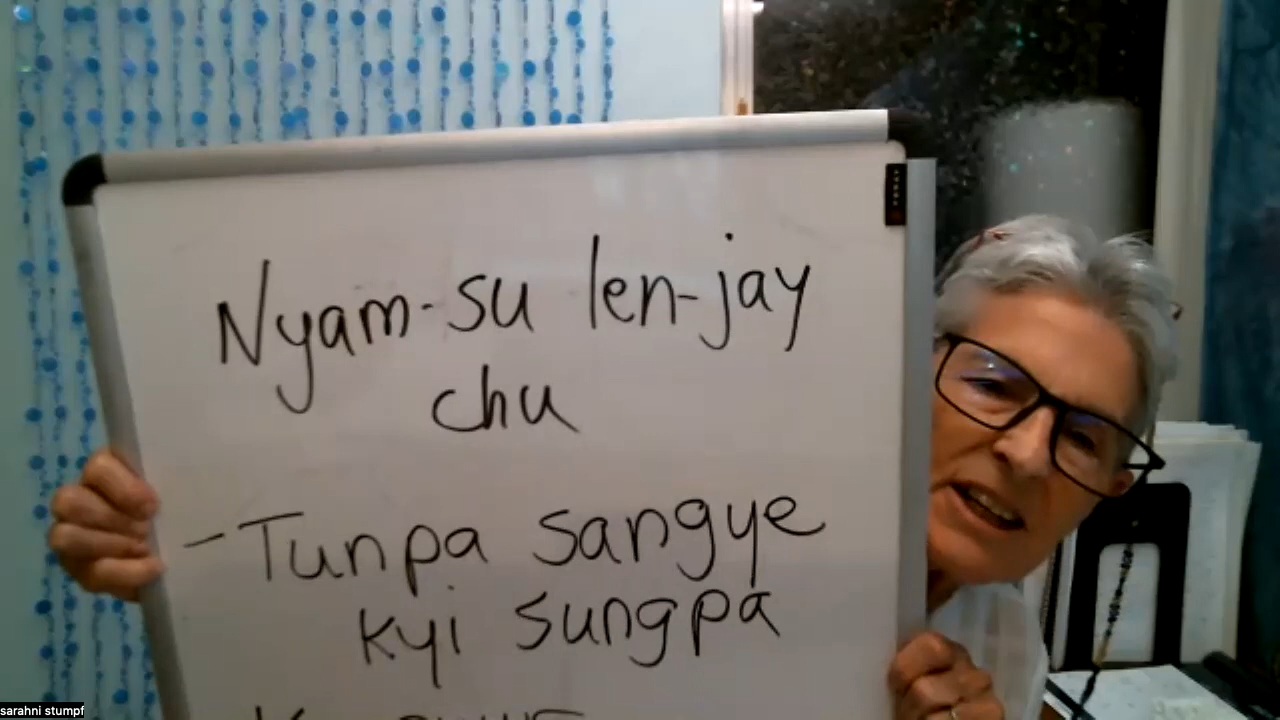 Nyam-su len-jay
chu
- Tunpa sangye
kyi sungpa
sarahni stumpf